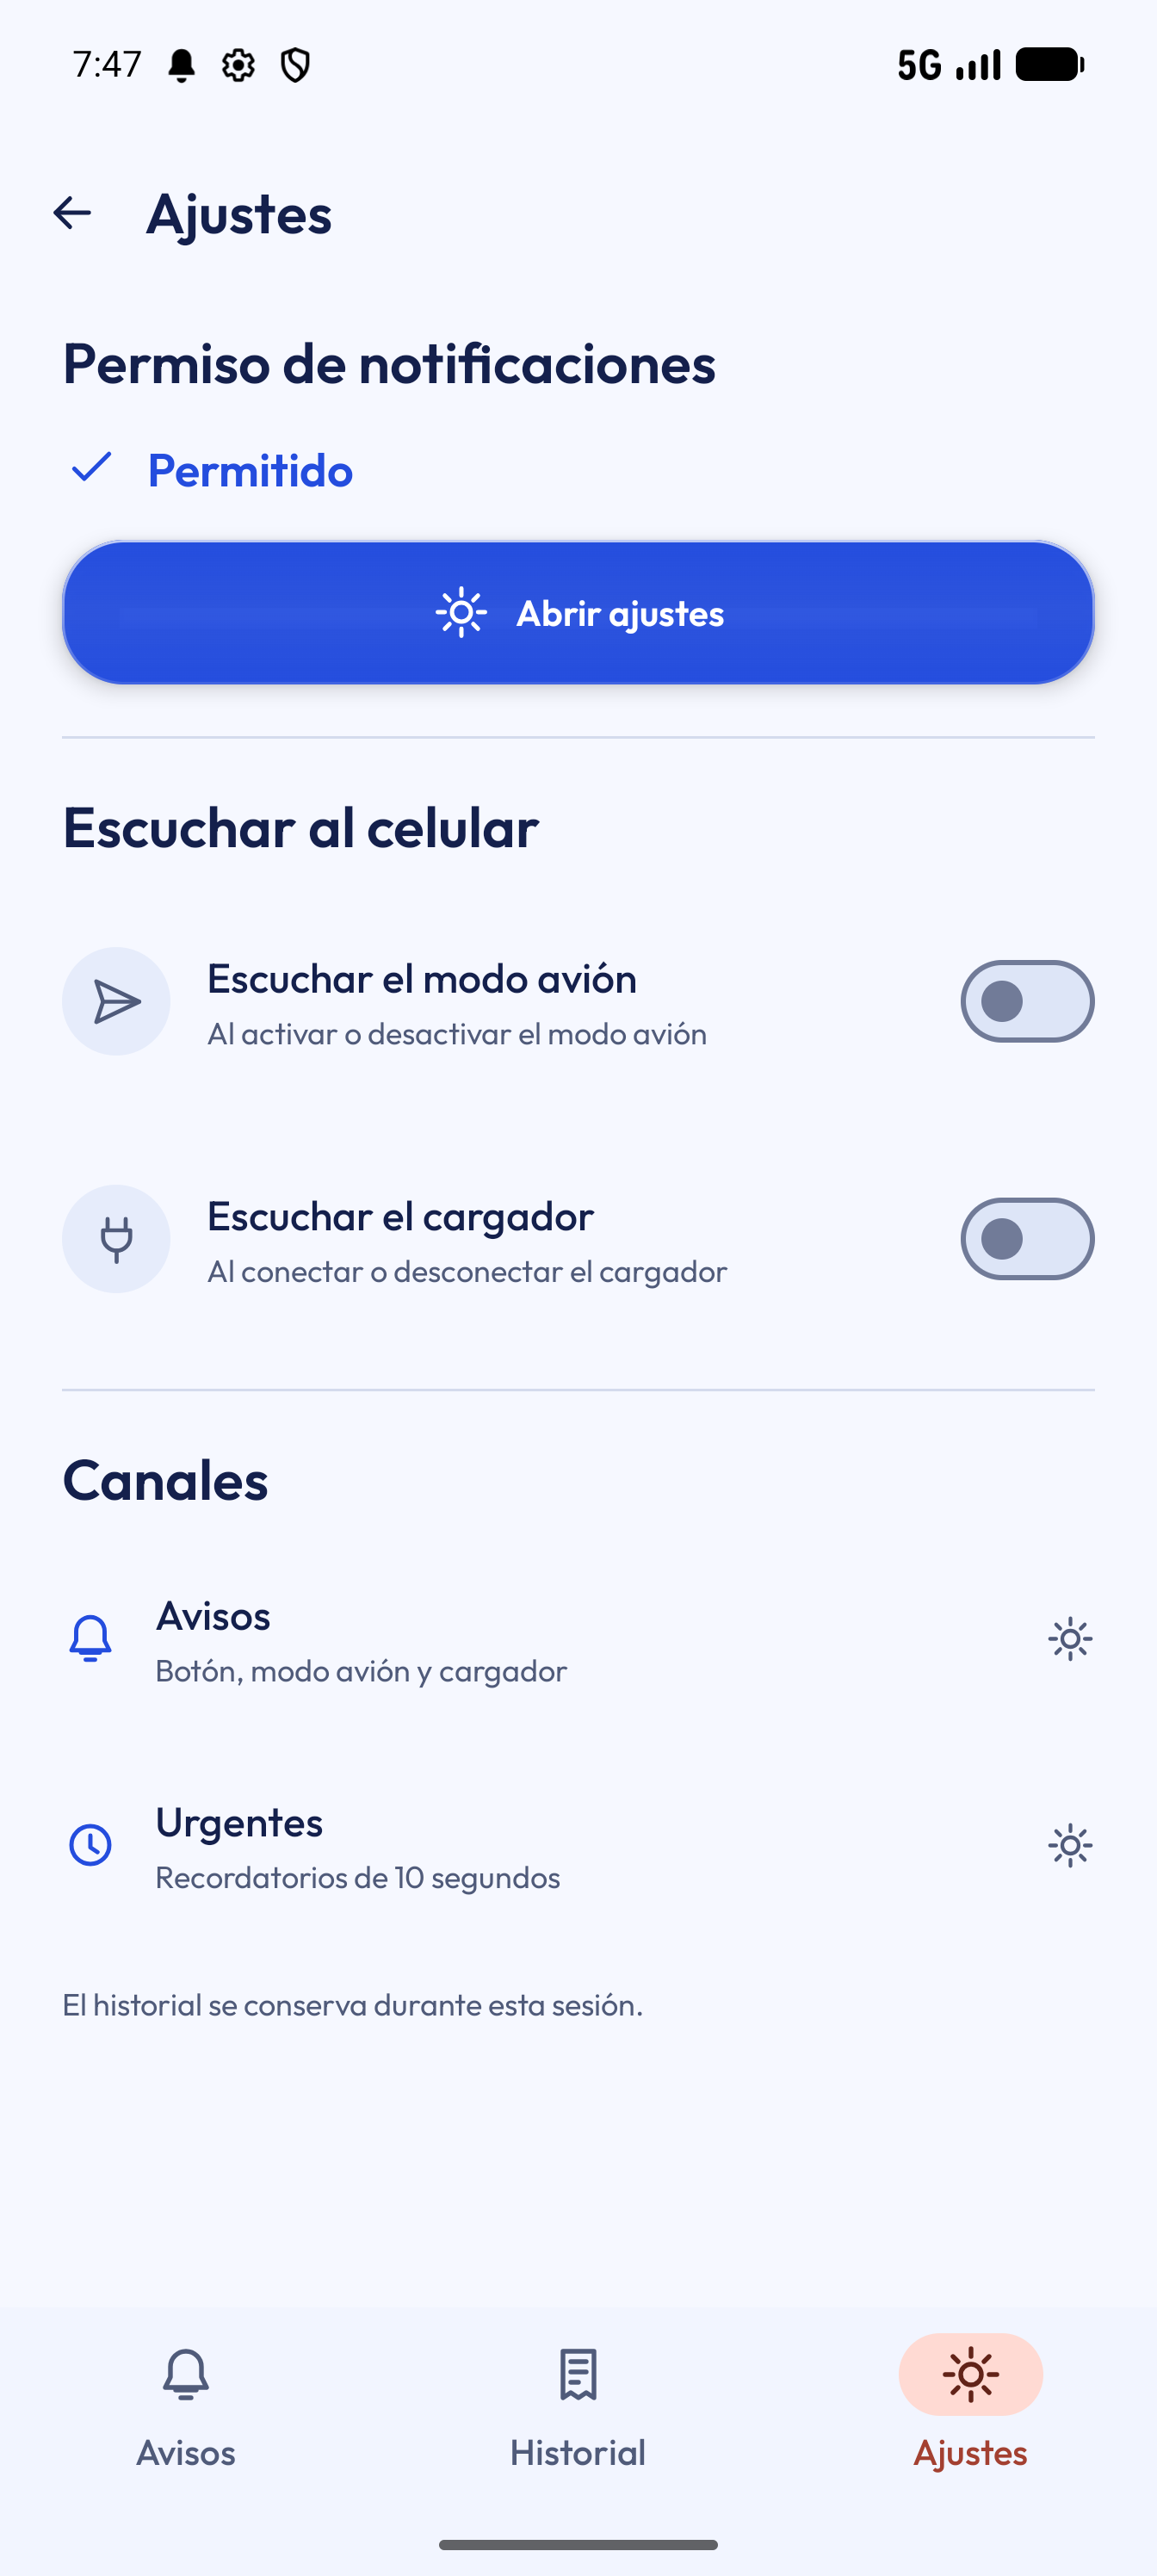 7:47 5G
Ajustes
Permiso de notificaciones
Permitido
Abrir ajustes
Escuchar al celular
Escuchar el modo avión
Al activar o desactivar el modo avión
Escuchar el cargador
Al conectar o desconectar el cargador
Canales
Avisos
Botón, modo avión y cargador
Urgentes
Recordatorios de 10 segundos
El historial se conserva durante esta sesión.
Avisos Historial Ajustes